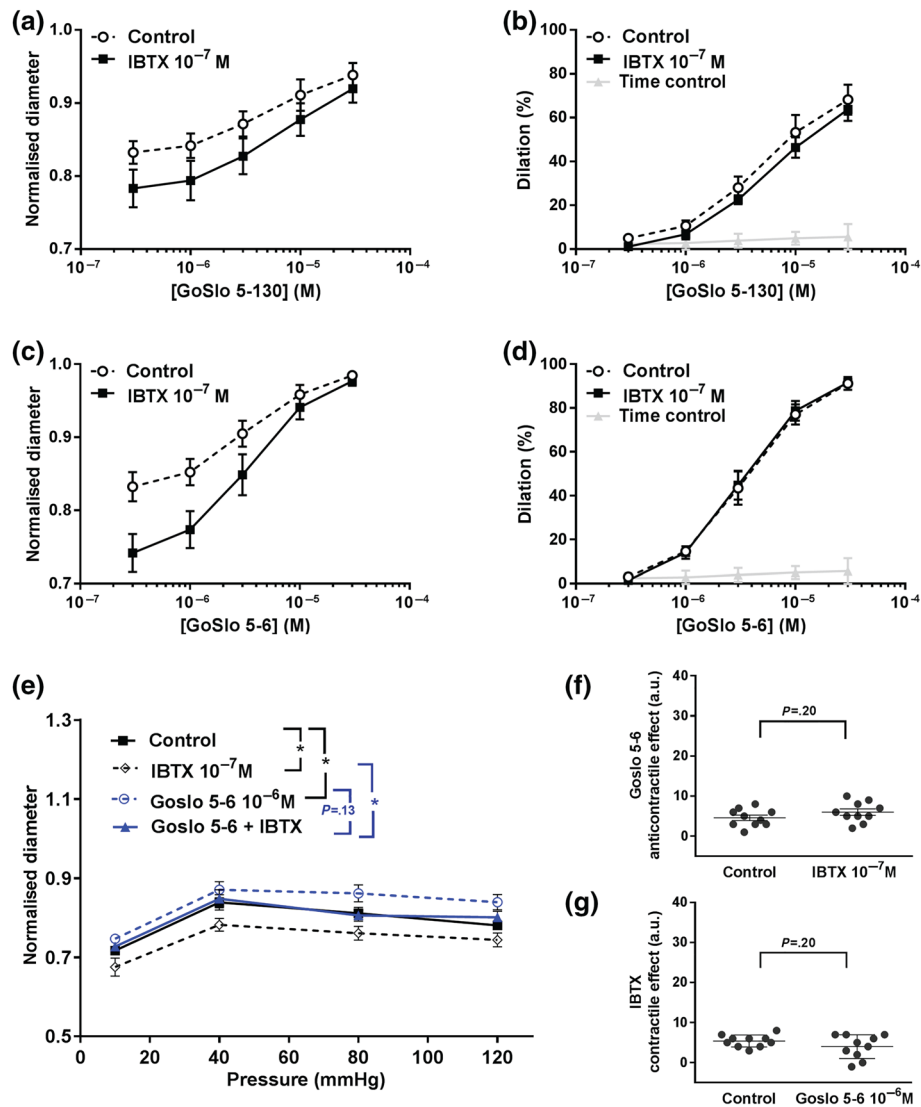 (a)
1.0
0.9
0.8
0.7
Normalised diameter
Control
IBTX 10⁻⁷ M
10⁻⁷ 10⁻⁶ 10⁻⁵ 10⁻⁴
[GoSlo 5-130] (M)
(b)
100
80
60
40
20
0
Dilation (%)
Control
IBTX 10⁻⁷ M
Time control
10⁻⁷ 10⁻⁶ 10⁻⁵ 10⁻⁴
[GoSlo 5-130] (M)
(c)
1.0
0.9
0.8
0.7
Normalised diameter
Control
IBTX 10⁻⁷ M
10⁻⁷ 10⁻⁶ 10⁻⁵ 10⁻⁴
[GoSlo 5-6] (M)
(d)
100
80
60
40
20
0
Dilation (%)
Control
IBTX 10⁻⁷ M
Time control
10⁻⁷ 10⁻⁶ 10⁻⁵ 10⁻⁴
[GoSlo 5-6] (M)
(e)
1.3
1.1
0.9
0.7
0.5
Normalised diameter
Control
IBTX 10⁻⁷M
Goslo 5-6 10⁻⁶M
Goslo 5-6 + IBTX
*
*
P=.13
*
0 20 40 60 80 100 120
Pressure (mmHg)
(f)
40
30
20
10
0
Goslo 5-6
anticontractile effect (a.u.)
P=.20
Control IBTX 10⁻⁷M
(g)
40
30
20
10
0
IBTX
contractile effect (a.u.)
P=.20
Control Goslo 5-6 10⁻⁶M